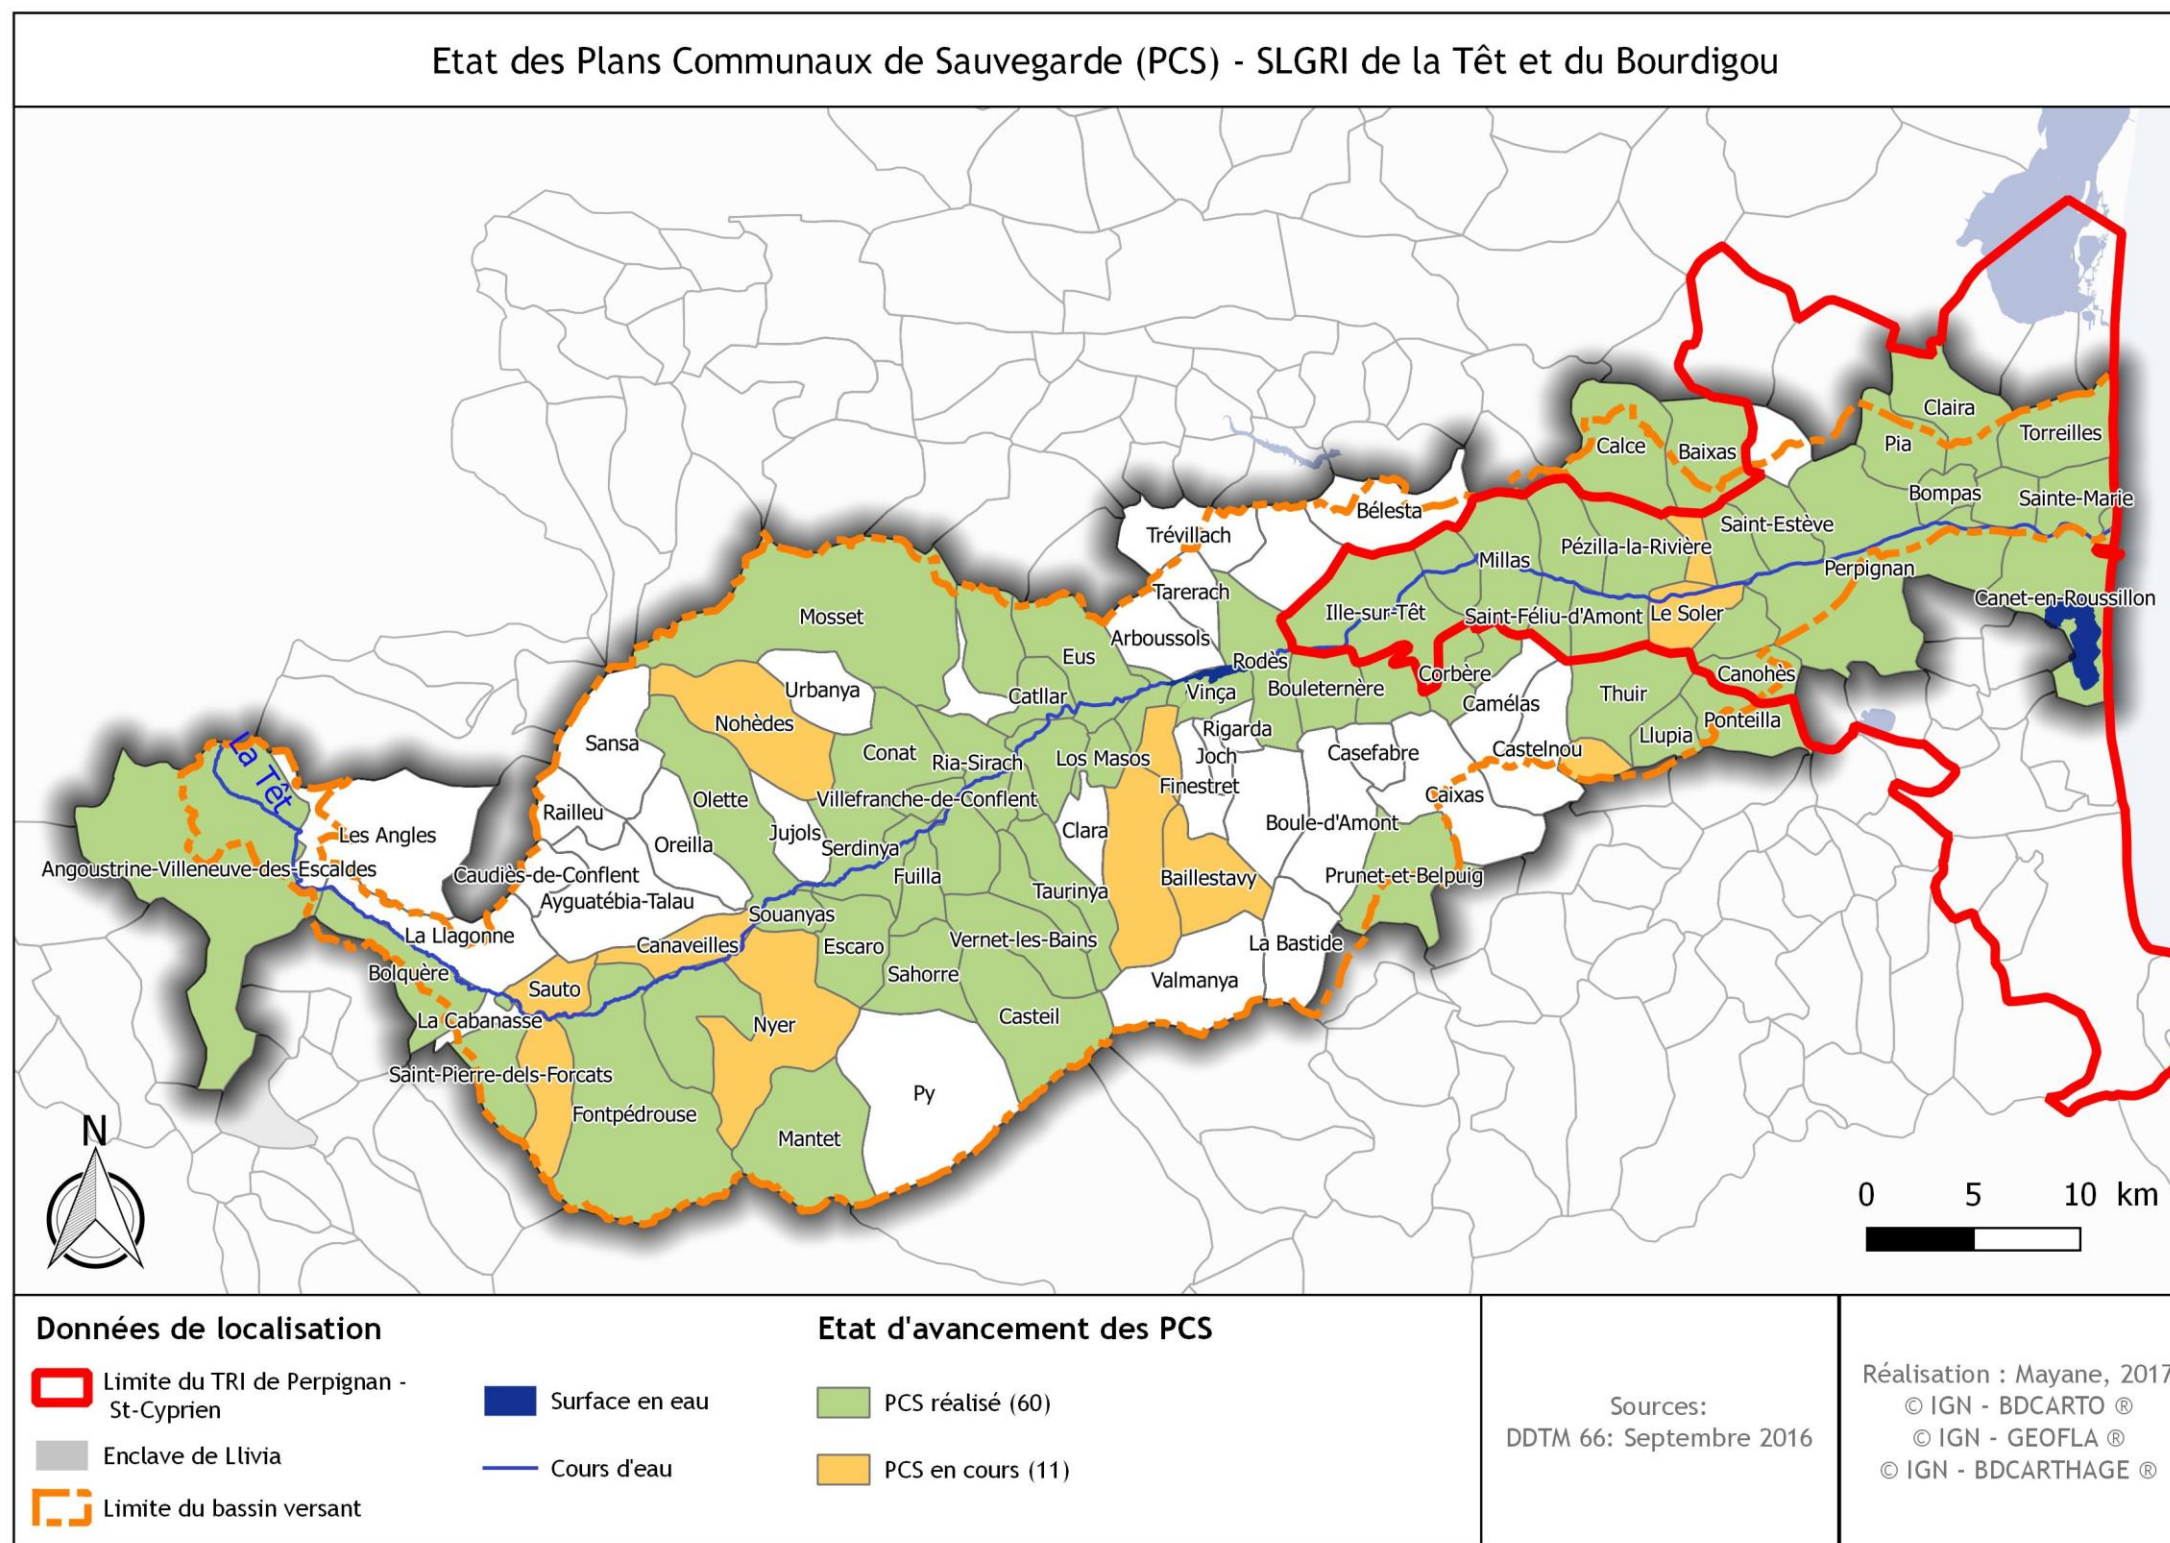 Etat des Plans Communaux de Sauvegarde (PCS) - SLGRI de la Têt et du Bourdigou
Claira
Torreilles
Pia
Calce
Baixas
Bompas
Sainte-Marie
Bélesta
Saint-Estève
Trévillach
Pézilla-la-Rivière
Millas
Perpignan
Tarerach
Canet-en-Roussillon
Ille-sur-Têt
Saint-Féliu-d'Amont
Le Soler
Mosset
Arboussols
Eus
Rodès
Corbère
Canohès
Urbanya
Catllar
Vinça
Bouleternère
Thuir
Camélas
Nohèdes
Rigarda
Ponteilla
Sansa
Conat
Ria-Sirach
Los Masos
Joch
Casefabre
Castelnou
Llupia
La Têt
Finestret
Olette
Villefranche-de-Conflent
Caixas
Railleu
Les Angles
Jujols
Clara
Boule-d'Amont
Oreilla
Serdinya
Angoustrine-Villeneuve-des-Escaldes
Caudiès-de-Conflent
Fuilla
Taurinya
Baillestavy
Prunet-et-Belpuig
Ayguatébia-Talau
Souanyas
La Llagonne
Canaveilles
Escaro
Vernet-les-Bains
La Bastide
Bolquère
Sauto
Sahorre
Valmanya
La Cabanasse
Nyer
Casteil
Saint-Pierre-dels-Forcats
Fontpédrouse
Py
Mantet
N
0 5 10 km
Données de localisation
Limite du TRI de Perpignan -
St-Cyprien
Enclave de Llivia
Limite du bassin versant
Surface en eau
Cours d'eau
Etat d'avancement des PCS
PCS réalisé (60)
PCS en cours (11)
Sources:
DDTM 66: Septembre 2016
Réalisation : Mayane, 2017
© IGN - BDCARTO ®
© IGN - GEOFLA ®
© IGN - BDCARTHAGE ®